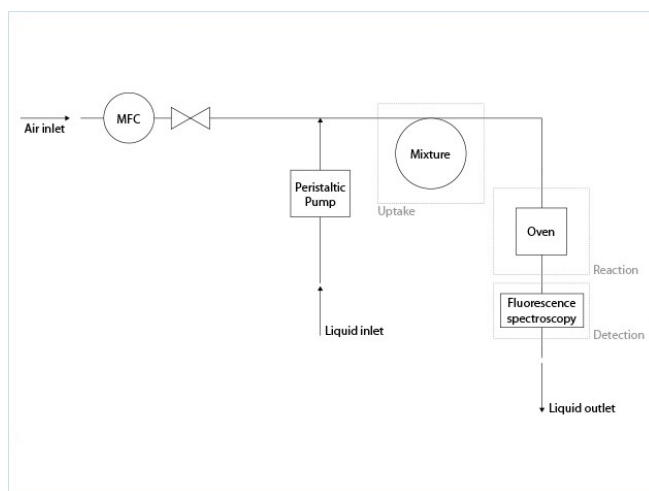 Air inlet
MFC
Mixture
Peristaltic
Pump
Uptake
Oven
Reaction
Fluorescence
spectroscopy
Liquid inlet
Detection
Liquid outlet